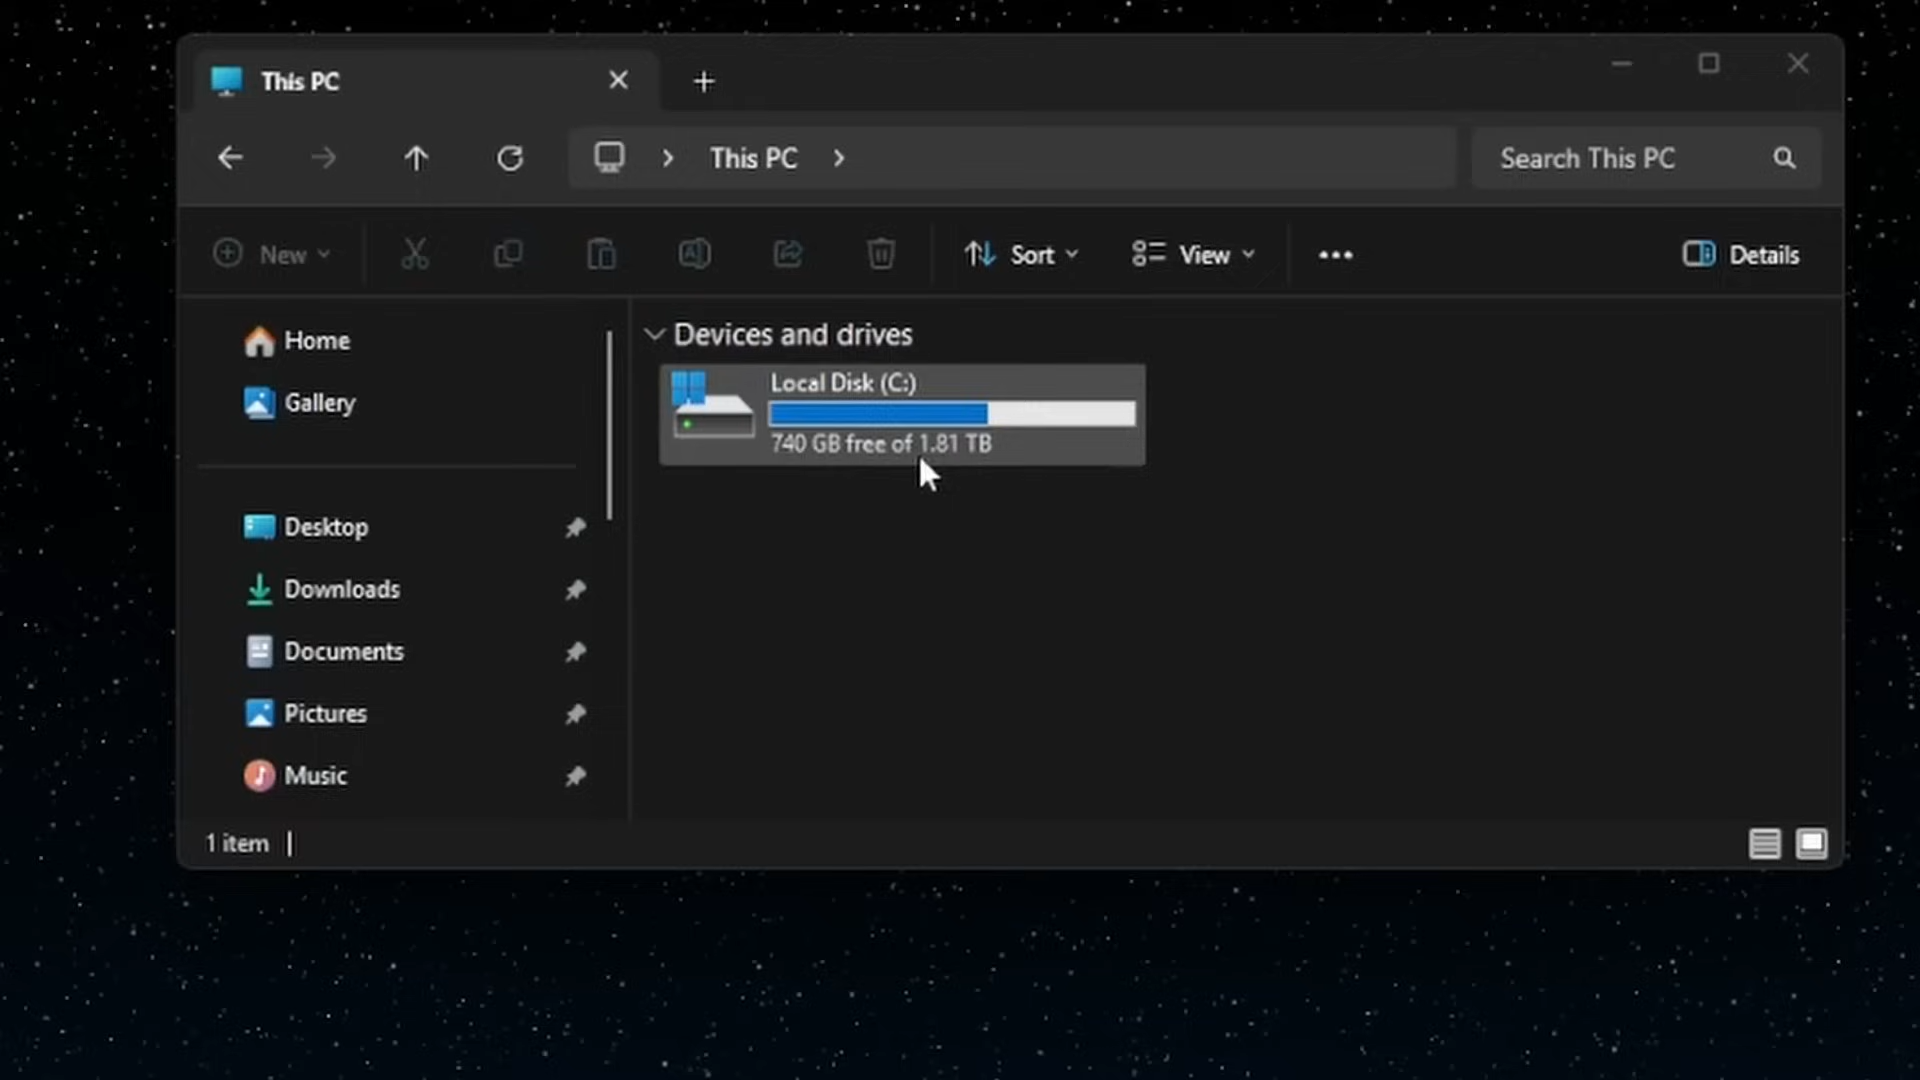 This PC
This PC
Search This PC
New
Sort
View
Details
Home
Gallery
Desktop
Downloads
Documents
Pictures
Music
Devices and drives
Local Disk (C:)
740 GB free of 1.81 TB
1 item